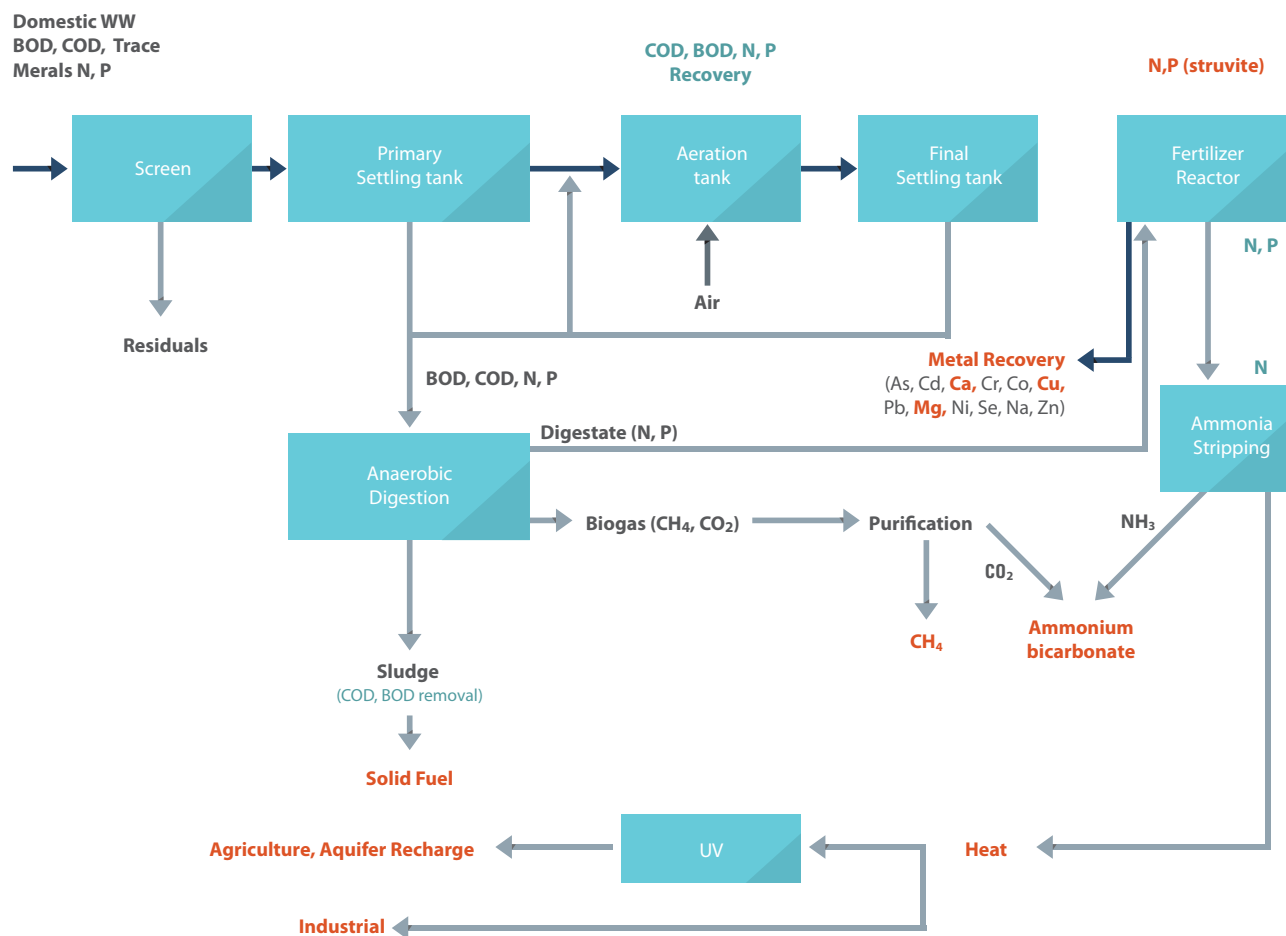 Domestic WW
BOD, COD, Trace
Merals N, P
COD, BOD, N, P
Recovery
N,P (struvite)
Screen
Primary
Settling tank
Aeration
tank
Final
Settling tank
Fertilizer
Reactor
N, P
Air
Residuals
Metal Recovery
(As, Cd, Ca, Cr, Co, Cu,
Pb, Mg, Ni, Se, Na, Zn)
N
BOD, COD, N, P
Digestate (N, P)
Ammonia
Stripping
Anaerobic
Digestion
Biogas (CH₄, CO₂)
Purification
NH₃
CO₂
CH₄
Ammonium
bicarbonate
Sludge
(COD, BOD removal)
Solid Fuel
Agriculture, Aquifer Recharge
UV
Heat
Industrial